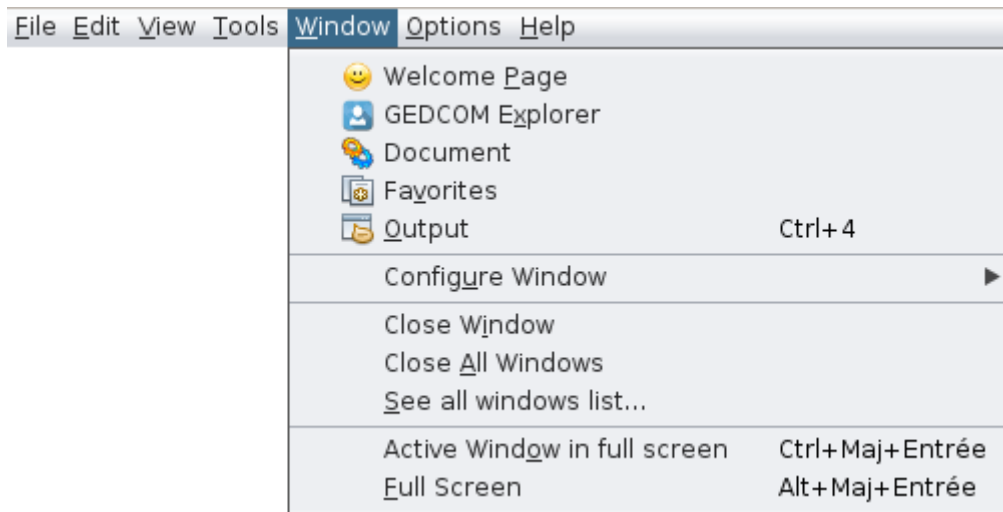 File Edit View Tools Window Options Help
Welcome Page
GEDCOM Explorer
Document
Favorites
Output Ctrl+4
Configure Window
Close Window
Close All Windows
See all windows list...
Active Window in full screen Ctrl+Maj+Entrée
Full Screen Alt+Maj+Entrée